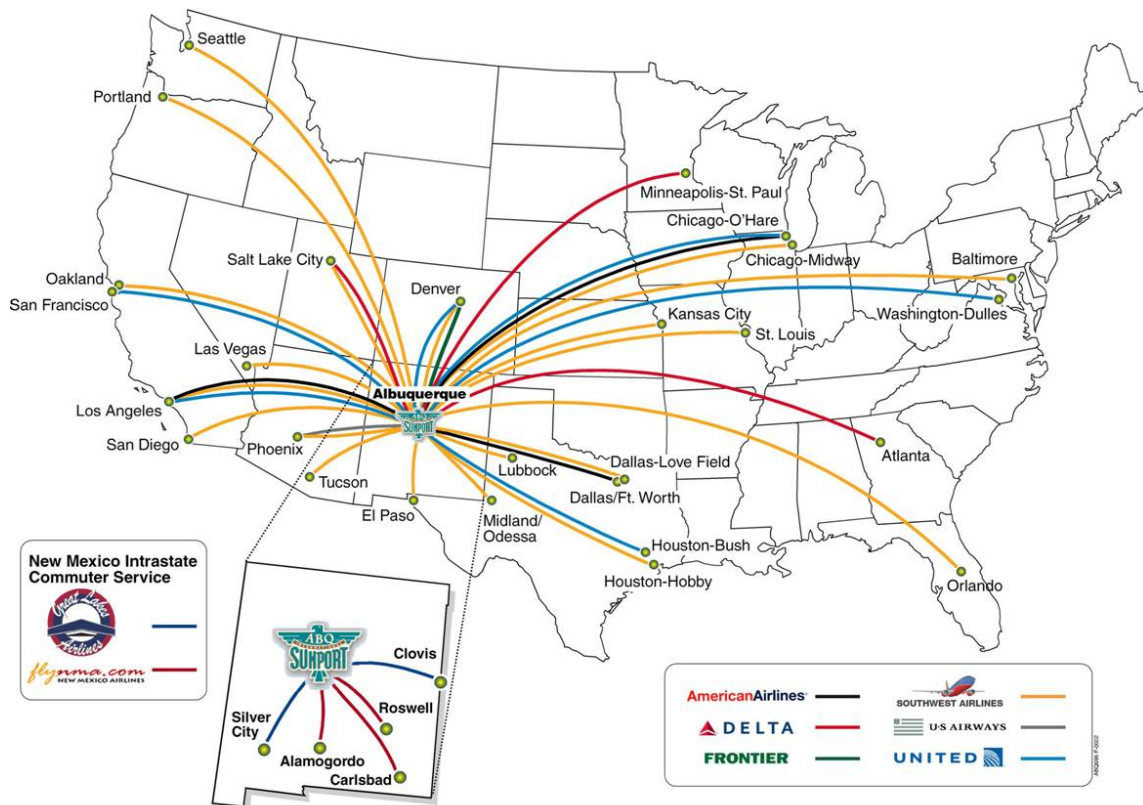 Seattle
Portland
Minneapolis-St. Paul
Chicago-O'Hare
Salt Lake City
Chicago-Midway
Baltimore
Oakland
Denver
San Francisco
Washington-Dulles
Kansas City
St. Louis
Las Vegas
Albuquerque
Los Angeles
ABQ
SUNPORT
San Diego
Phoenix
Atlanta
Lubbock
Dallas-Love Field
Tucson
Dallas/Ft. Worth
El Paso
Midland/
Odessa
Houston-Bush
Houston-Hobby
Orlando
New Mexico Intrastate
Commuter Service
Great Lakes
Airlines
flynma.com
NEW MEXICO AIRLINES
ABQ
INTERNATIONAL
SUNPORT
Clovis
Silver
City
Roswell
Alamogordo
Carlsbad
AmericanAirlines
SOUTHWEST AIRLINES
DELTA
U•S AIRWAYS
FRONTIER
UNITED